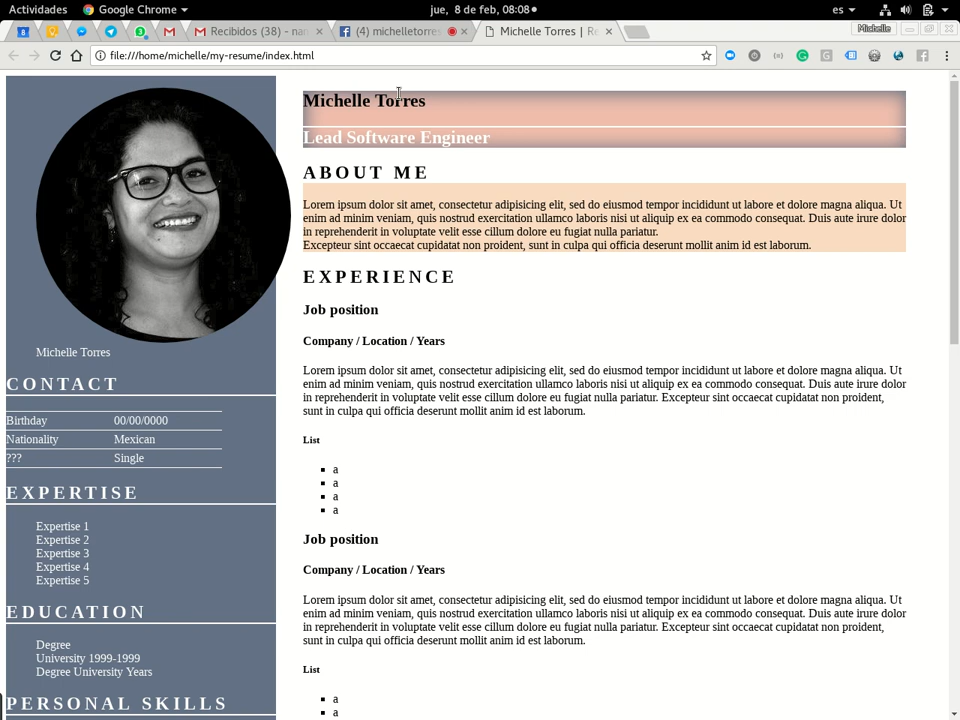 Actividades
Google Chrome
jue, 8 de feb, 08:08
es
Recibidos (38) - nan
(4) michelletorres
Michelle Torres | Re
Michelle
file:///home/michelle/my-resume/index.html
Michelle Torres
CONTACT
Birthday 00/00/0000
Nationality Mexican
??? Single
EXPERTISE
Expertise 1
Expertise 2
Expertise 3
Expertise 4
Expertise 5
EDUCATION
Degree
University 1999-1999
Degree University Years
PERSONAL SKILLS
Michelle Torres
Lead Software Engineer
ABOUT ME
Lorem ipsum dolor sit amet, consectetur adipisicing elit, sed do eiusmod tempor incididunt ut labore et dolore magna aliqua. Ut
enim ad minim veniam, quis nostrud exercitation ullamco laboris nisi ut aliquip ex ea commodo consequat. Duis aute irure dolor
in reprehenderit in voluptate velit esse cillum dolore eu fugiat nulla pariatur.
Excepteur sint occaecat cupidatat non proident, sunt in culpa qui officia deserunt mollit anim id est laborum.
EXPERIENCE
Job position
Company / Location / Years
Lorem ipsum dolor sit amet, consectetur adipisicing elit, sed do eiusmod tempor incididunt ut labore et dolore magna aliqua. Ut
enim ad minim veniam, quis nostrud exercitation ullamco laboris nisi ut aliquip ex ea commodo consequat. Duis aute irure dolor
in reprehenderit in voluptate velit esse cillum dolore eu fugiat nulla pariatur. Excepteur sint occaecat cupidatat non proident,
sunt in culpa qui officia deserunt mollit anim id est laborum.
List
a
a
a
a
Job position
Company / Location / Years
Lorem ipsum dolor sit amet, consectetur adipisicing elit, sed do eiusmod tempor incididunt ut labore et dolore magna aliqua. Ut
enim ad minim veniam, quis nostrud exercitation ullamco laboris nisi ut aliquip ex ea commodo consequat. Duis aute irure dolor
in reprehenderit in voluptate velit esse cillum dolore eu fugiat nulla pariatur. Excepteur sint occaecat cupidatat non proident,
sunt in culpa qui officia deserunt mollit anim id est laborum.
List
a
a